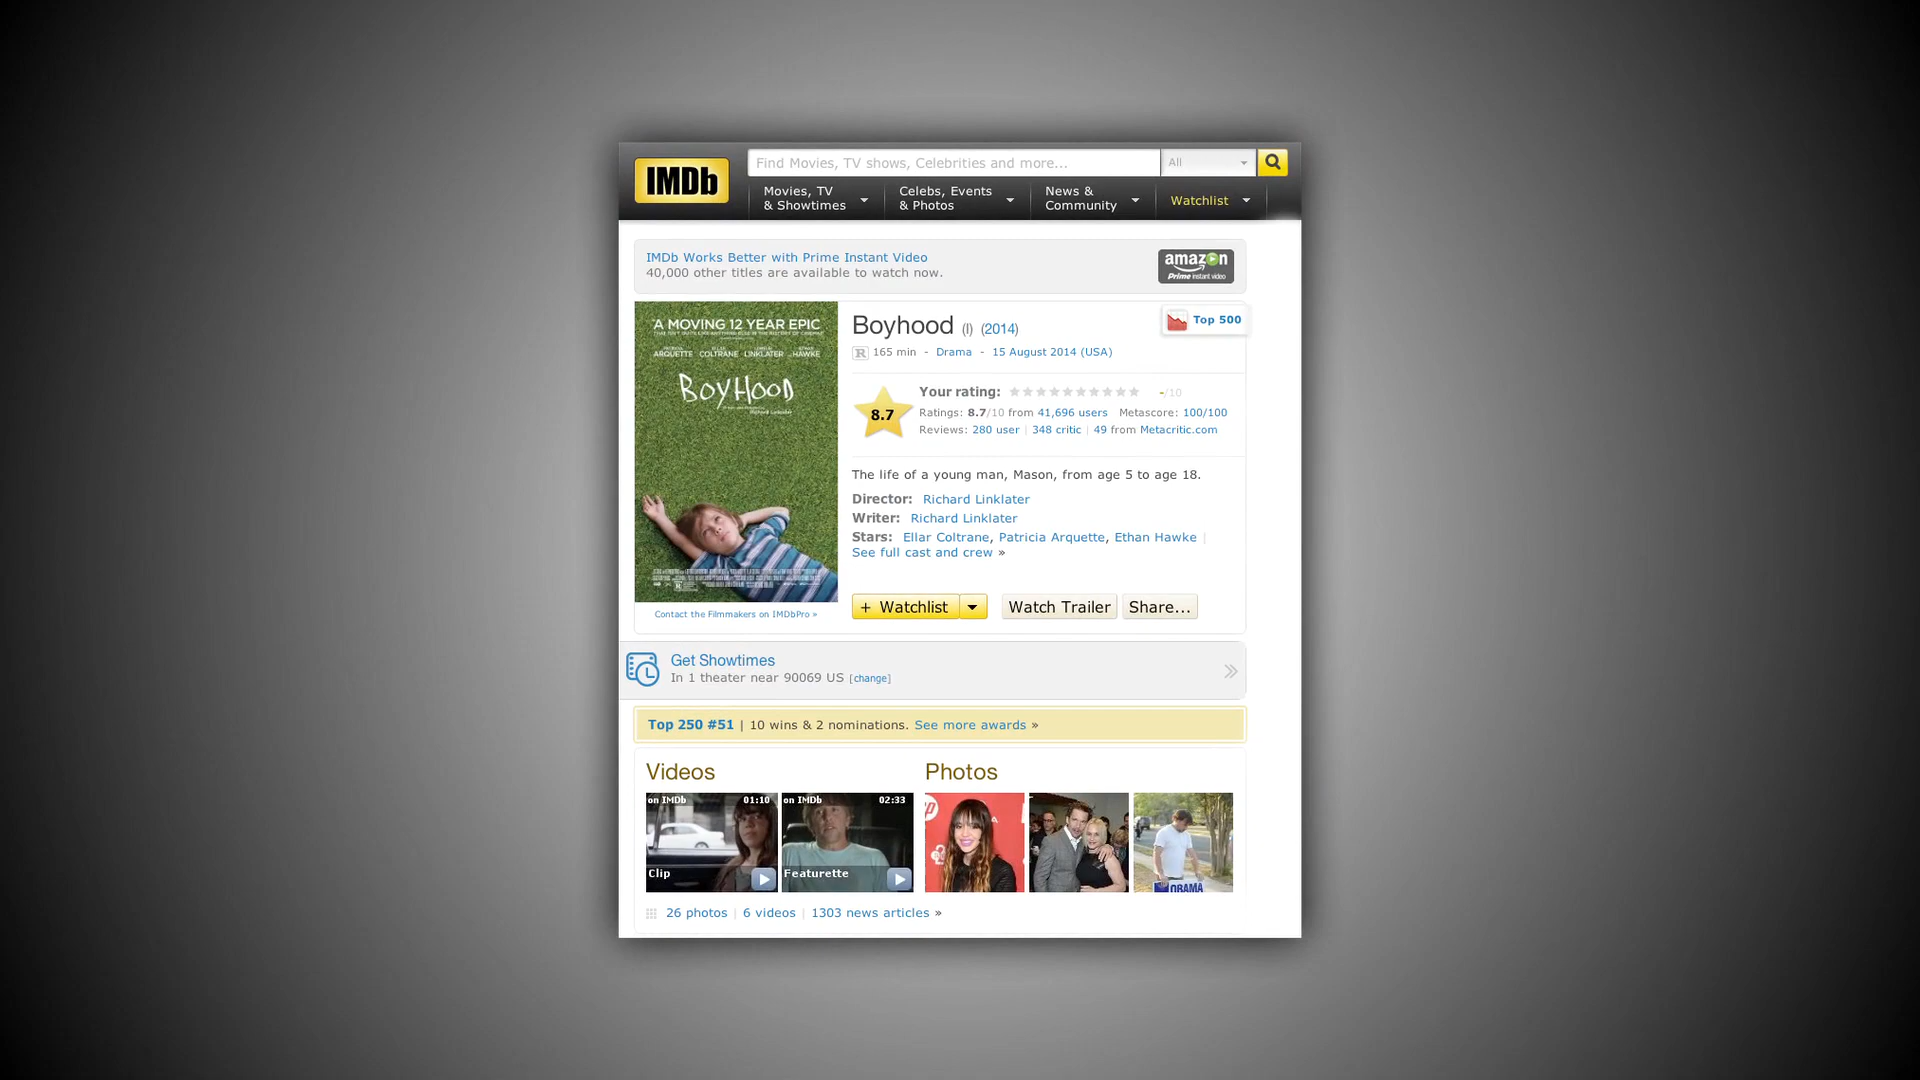 IMDb
Find Movies, TV shows, Celebrities and more...
All
Movies, TV
& Showtimes
Celebs, Events
& Photos
News &
Community
Watchlist
IMDb Works Better with Prime Instant Video
40,000 other titles are available to watch now.
amazon
Prime instant video
A MOVING 12 YEAR EPIC
ARQUETTE COLTRANE LINKLATER HAWKE
BOYHOOD
Richard Linklater
Contact the Filmmakers on IMDbPro »
Boyhood (I) (2014)
Top 500
R 165 min - Drama - 15 August 2014 (USA)
8.7
Your rating: -/10
Ratings: 8.7/10 from 41,696 users Metascore: 100/100
Reviews: 280 user | 348 critic | 49 from Metacritic.com
The life of a young man, Mason, from age 5 to age 18.
Director: Richard Linklater
Writer: Richard Linklater
Stars: Ellar Coltrane, Patricia Arquette, Ethan Hawke |
See full cast and crew »
+ Watchlist
Watch Trailer
Share...
Get Showtimes
In 1 theater near 90069 US [change]
Top 250 #51 | 10 wins & 2 nominations. See more awards »
Videos
Photos
on IMDb 01:10
Clip
on IMDb 02:33
Featurette
OBAMA
26 photos | 6 videos | 1303 news articles »